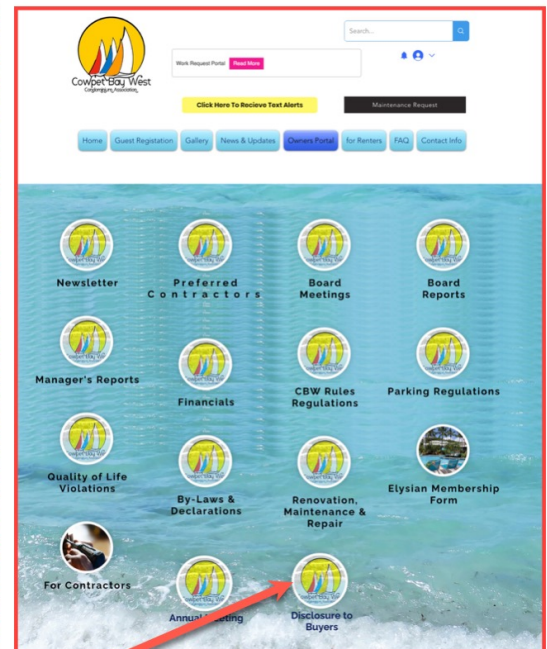 Search...
Cowpet Bay West
Condominium Association
Work Request Portal Read More
Click Here To Recieve Text Alerts
Maintenance Request
Home Guest Registation Gallery News & Updates Owners Portal for Renters FAQ Contact Info
Newsletter
Preferred
Contractors
Board
Meetings
Board
Reports
Manager's Reports
Financials
CBW Rules
Regulations
Parking Regulations
Quality of Life
Violations
By-Laws &
Declarations
Renovation,
Maintenance &
Repair
Elysian Membership
Form
For Contractors
Annual Meeting
Disclosure to
Buyers